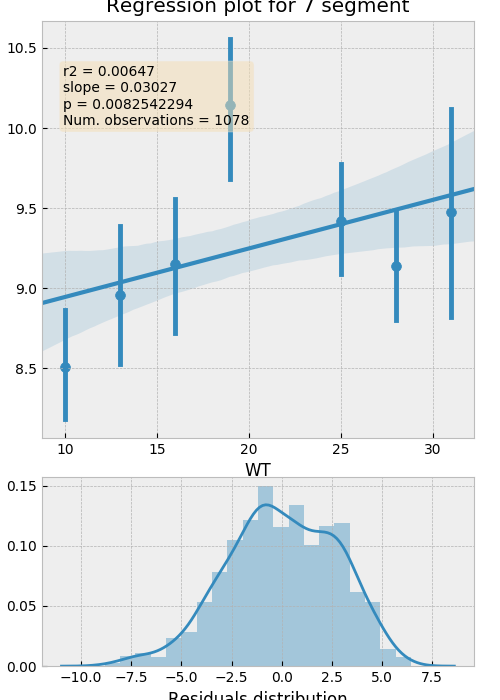 Regression plot for 7 segment
10.5
r2 = 0.00647
slope = 0.03027
p = 0.0082542294
Num. observations = 1078
10.0
9.5
9.0
8.5
10 15 20 25 30
WT
0.15
0.10
0.05
0.00
−10.0 −7.5 −5.0 −2.5 0.0 2.5 5.0 7.5
Residuals distribution